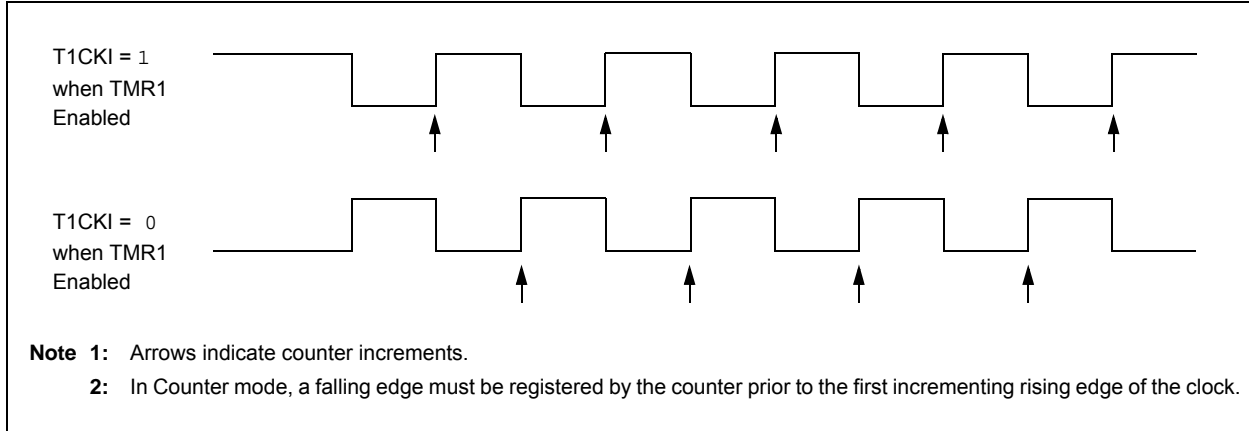 T1CKI = 1
when TMR1
Enabled
T1CKI = 0
when TMR1
Enabled
Note 1: Arrows indicate counter increments.
2: In Counter mode, a falling edge must be registered by the counter prior to the first incrementing rising edge of the clock.